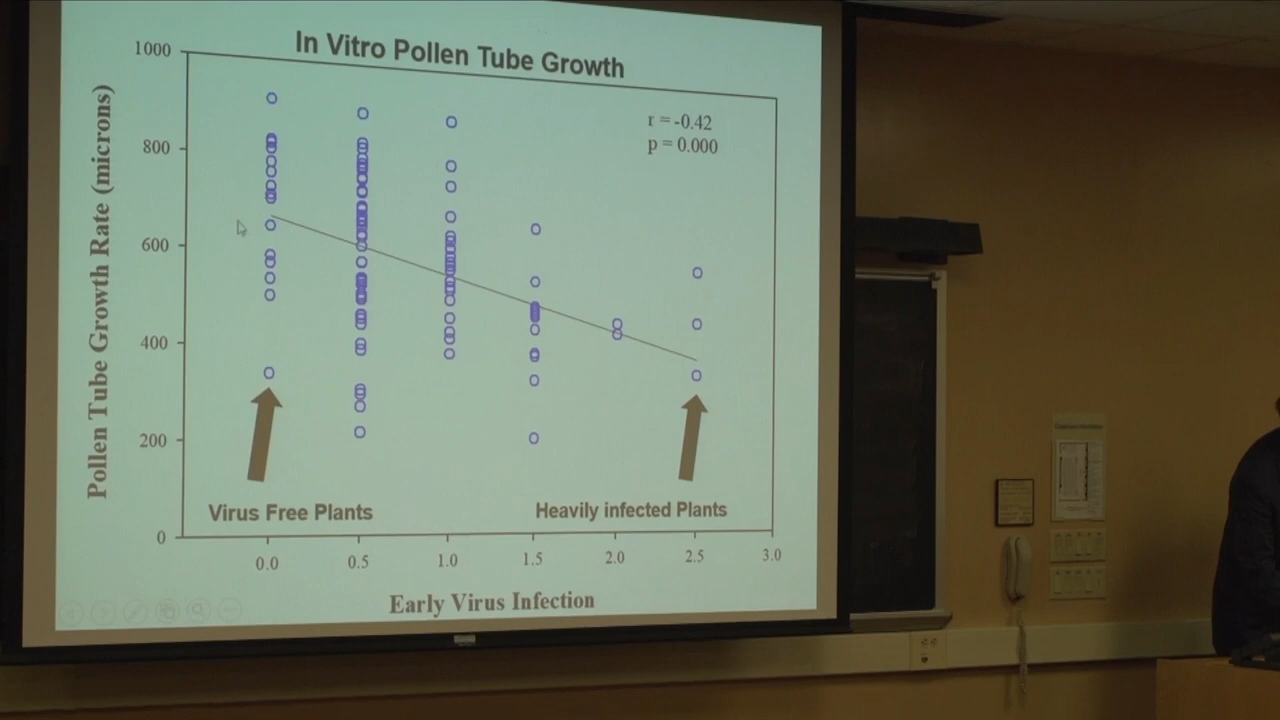 In Vitro Pollen Tube Growth
r = -0.42
p = 0.000
1000
800
600
400
200
0
Pollen Tube Growth Rate (microns)
Virus Free Plants
Heavily infected Plants
0.0 0.5 1.0 1.5 2.0 2.5 3.0
Early Virus Infection